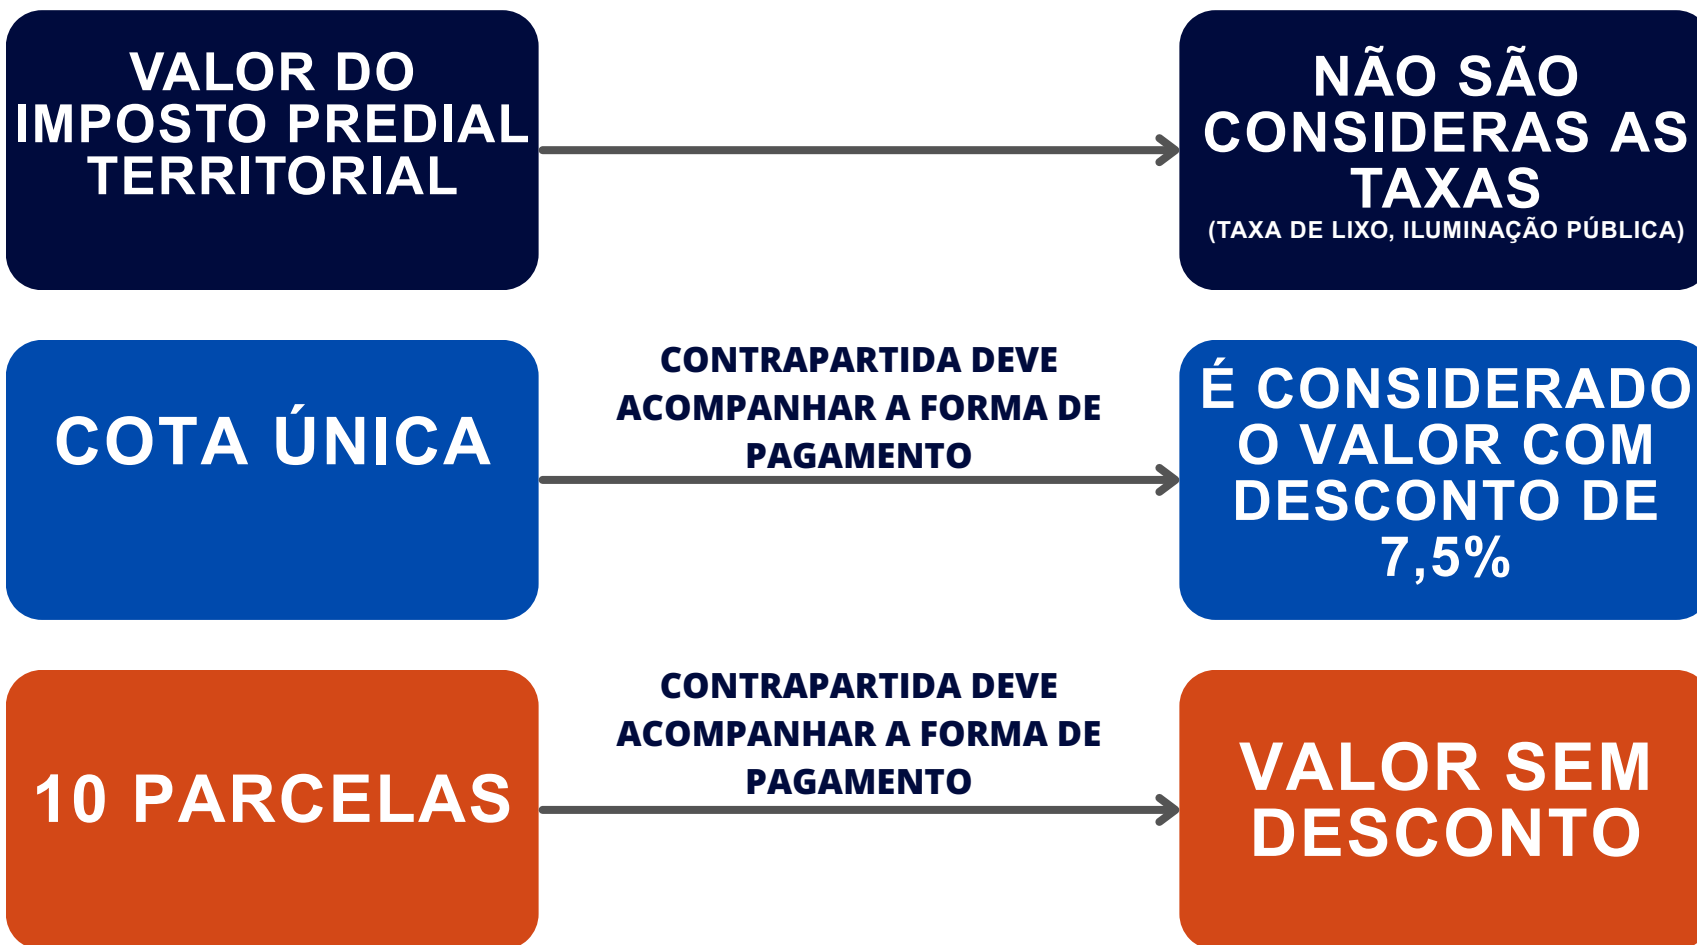 VALOR DO
IMPOSTO PREDIAL
TERRITORIAL
NÃO SÃO
CONSIDERAS AS
TAXAS
(TAXA DE LIXO, ILUMINAÇÃO PÚBLICA)
COTA ÚNICA
CONTRAPARTIDA DEVE
ACOMPANHAR A FORMA DE
PAGAMENTO
É CONSIDERADO
O VALOR COM
DESCONTO DE
7,5%
10 PARCELAS
CONTRAPARTIDA DEVE
ACOMPANHAR A FORMA DE
PAGAMENTO
VALOR SEM
DESCONTO